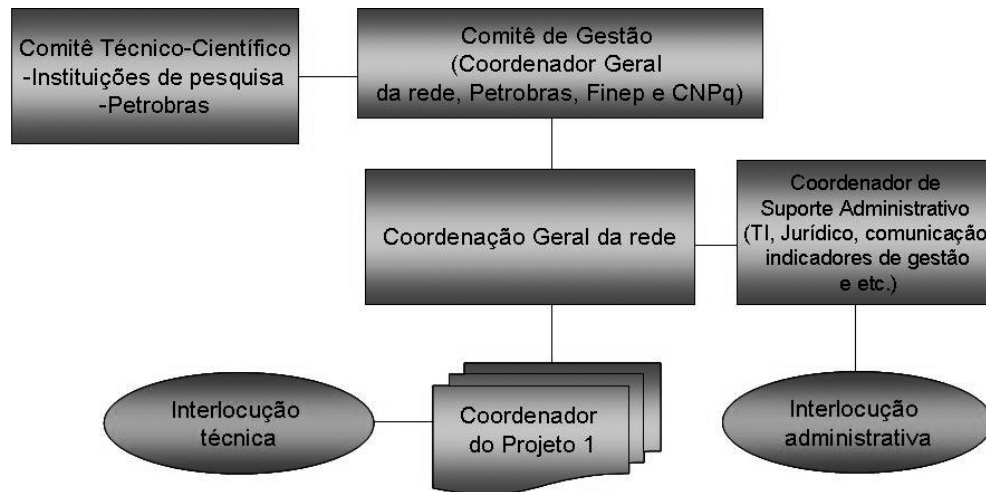 Comitê Técnico-Científico
-Instituições de pesquisa
-Petrobras
Comitê de Gestão
(Coordenador Geral
da rede, Petrobras, Finep e CNPq)
Coordenação Geral da rede
Coordenador de
Suporte Administrativo
(TI, Jurídico, comunicação
indicadores de gestão
e etc.)
Interlocução
técnica
Coordenador
do Projeto 1
Interlocução
administrativa